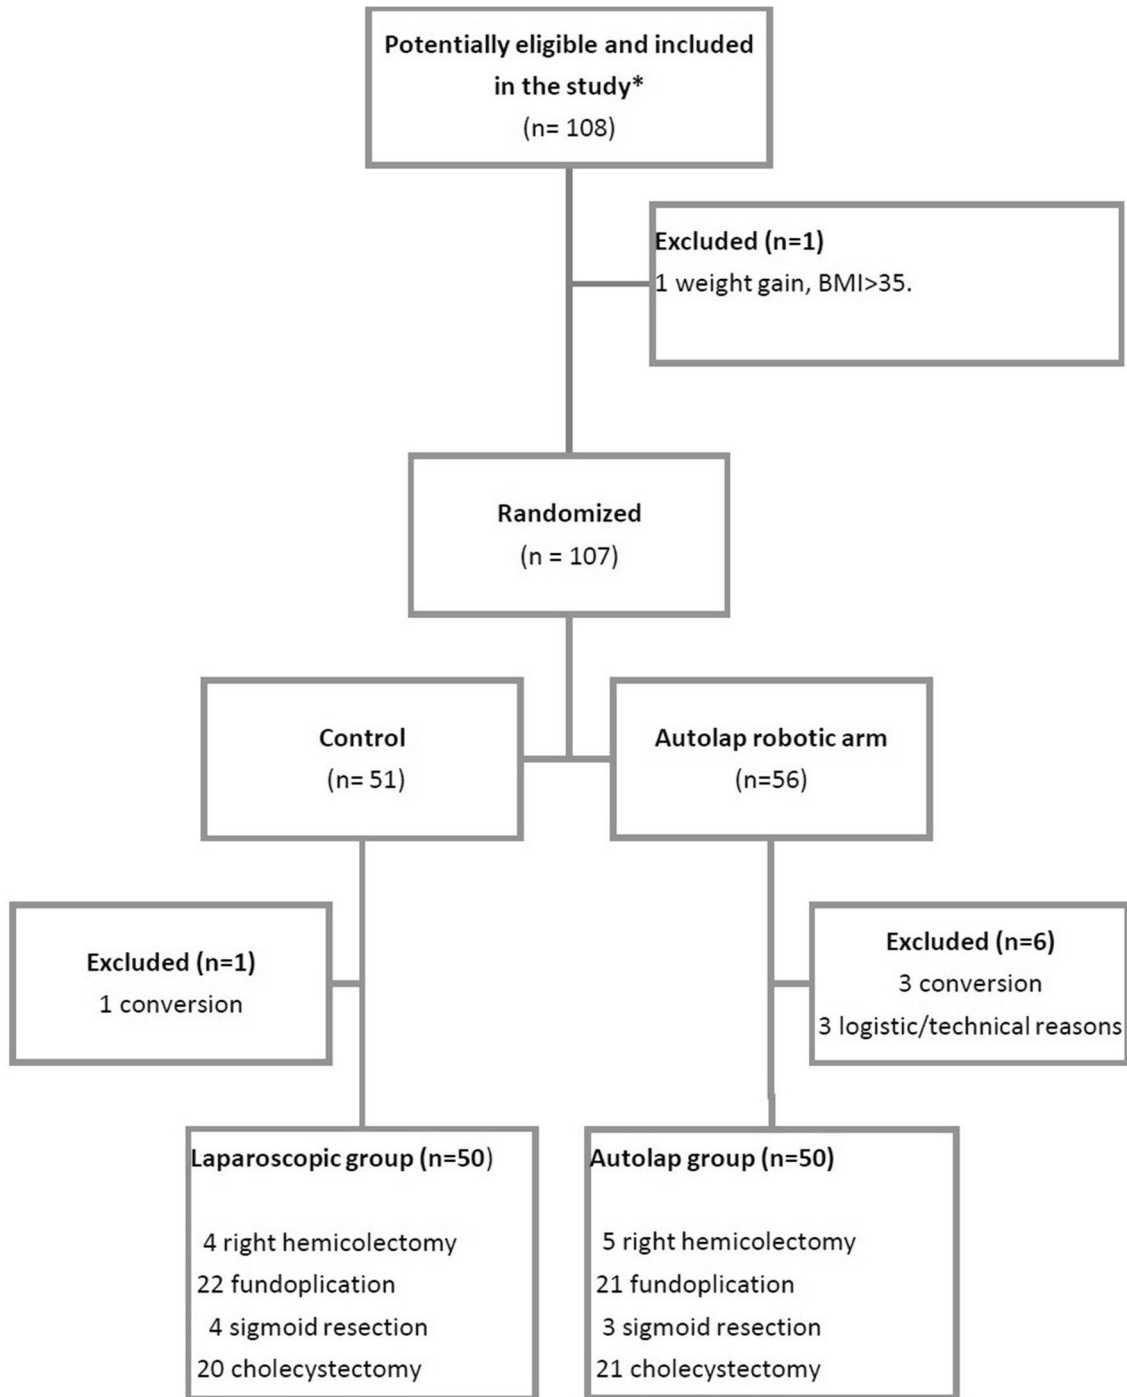 Potentially eligible and included
in the study*
(n= 108)
Excluded (n=1)
1 weight gain, BMI>35.
Randomized
(n = 107)
Control
(n= 51)
Autolap robotic arm
(n=56)
Excluded (n=1)
1 conversion
Excluded (n=6)
3 conversion
3 logistic/technical reasons
Laparoscopic group (n=50)
4 right hemicolectomy
22 fundoplication
4 sigmoid resection
20 cholecystectomy
Autolap group (n=50)
5 right hemicolectomy
21 fundoplication
3 sigmoid resection
21 cholecystectomy